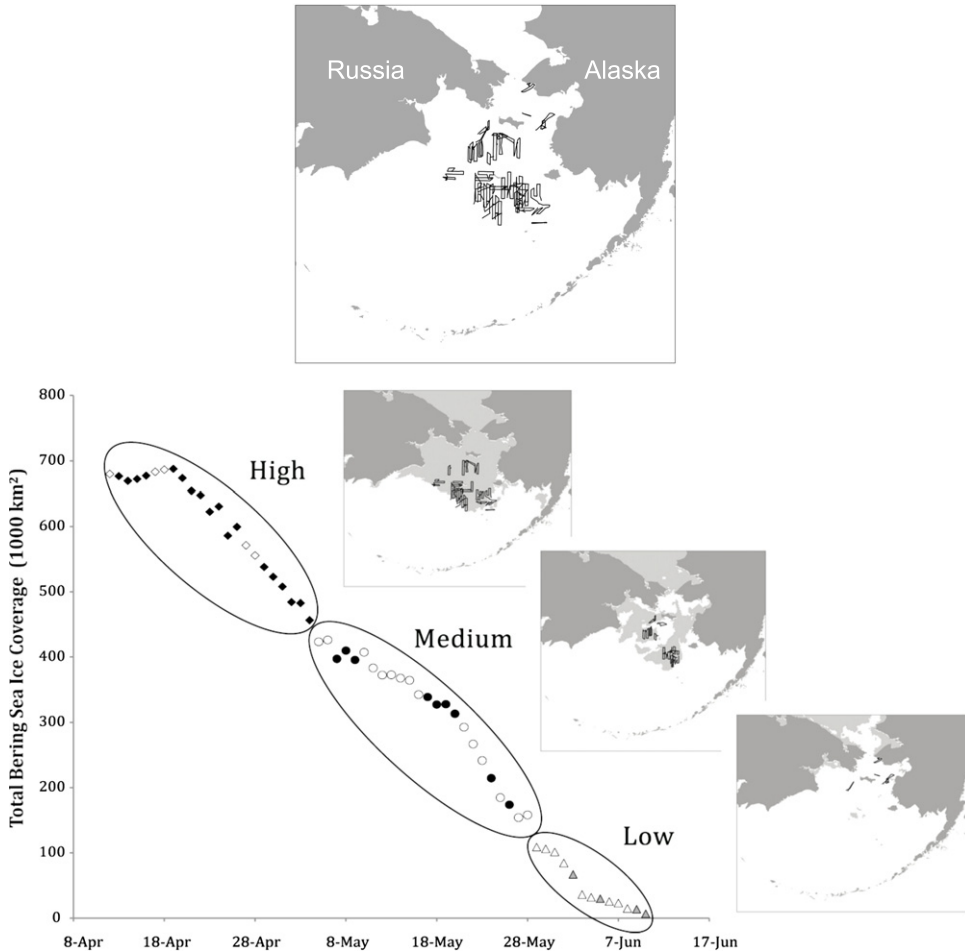 Russia Alaska
Total Bering Sea Ice Coverage (1000 km²)
800
700
600
500
400
300
200
100
0
High
Medium
Low
8-Apr 18-Apr 28-Apr 8-May 18-May 28-May 7-Jun 17-Jun